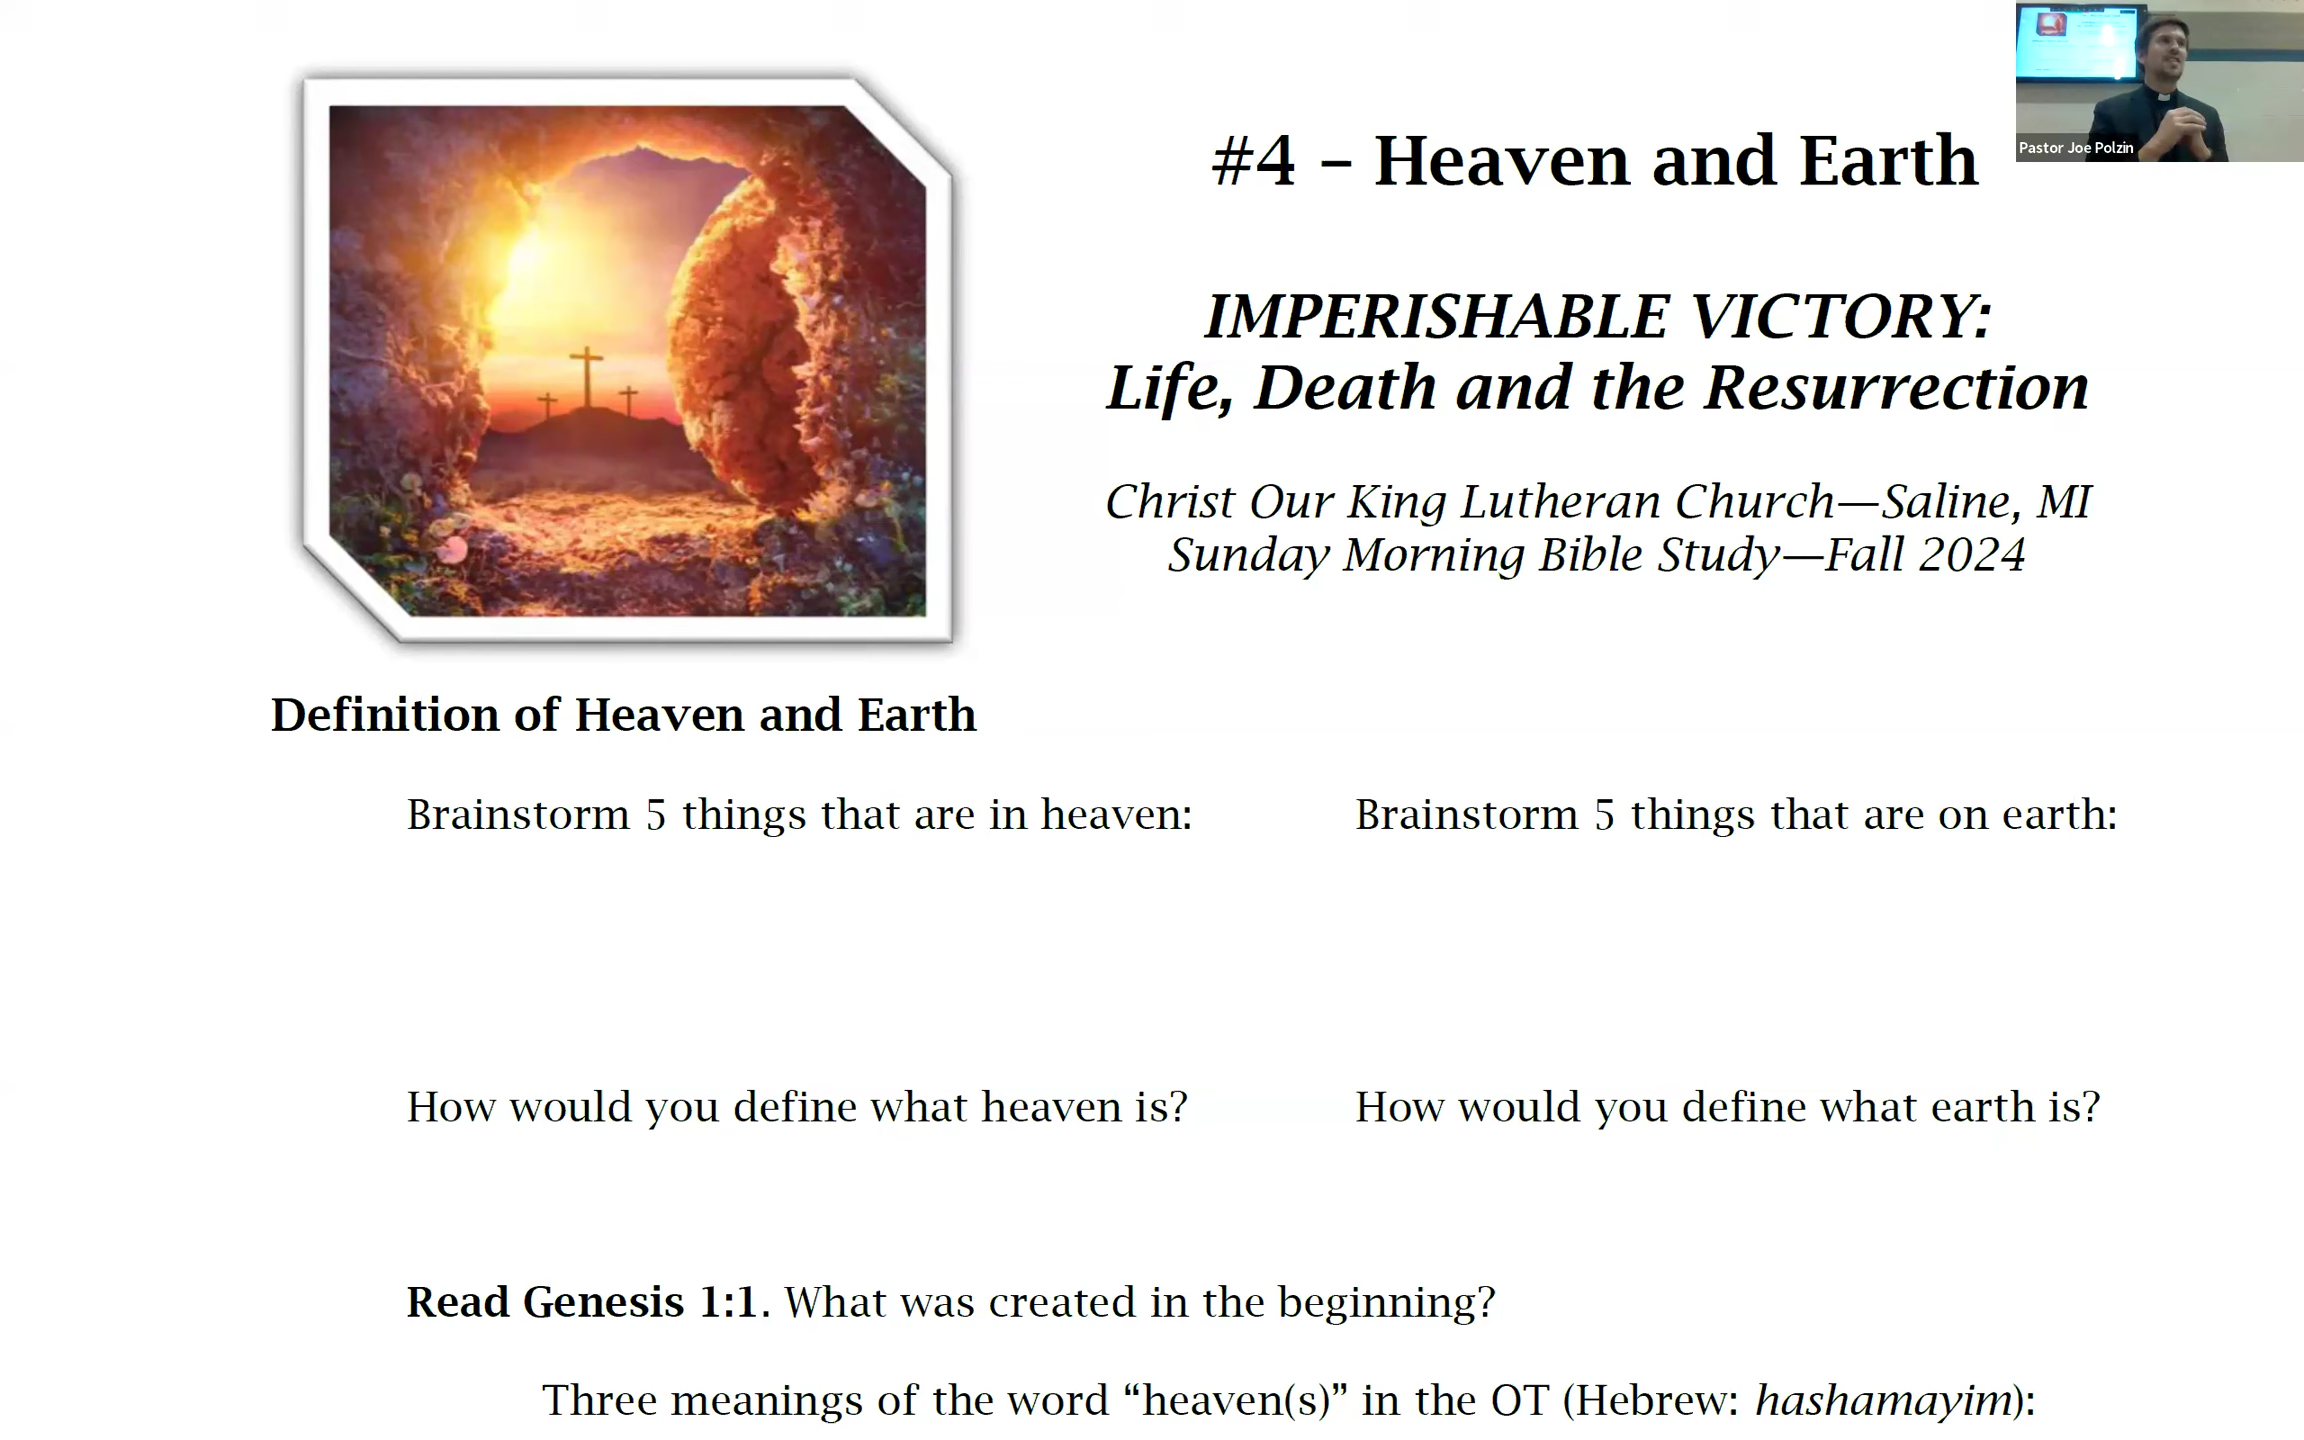 Pastor Joe Polzin
#4 – Heaven and Earth
IMPERISHABLE VICTORY:
Life, Death and the Resurrection
Christ Our King Lutheran Church—Saline, MI
Sunday Morning Bible Study—Fall 2024
Definition of Heaven and Earth
Brainstorm 5 things that are in heaven:
Brainstorm 5 things that are on earth:
How would you define what heaven is?
How would you define what earth is?
Read Genesis 1:1. What was created in the beginning?
Three meanings of the word “heaven(s)” in the OT (Hebrew: hashamayim):